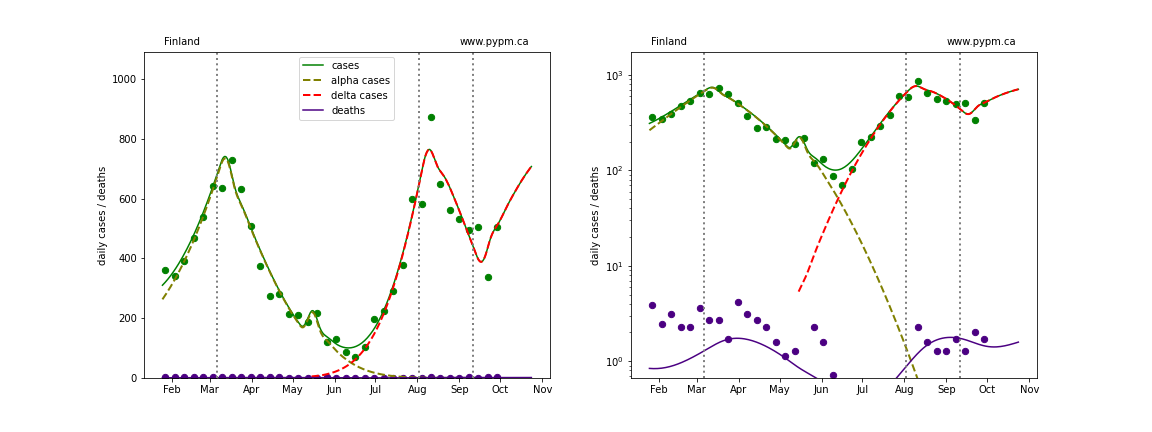 Finland www.pypm.ca
daily cases / deaths
1000
800
600
400
200
0
cases
alpha cases
delta cases
deaths
Feb Mar Apr May Jun Jul Aug Sep Oct Nov
Finland www.pypm.ca
daily cases / deaths
10³
10²
10¹
10⁰
Feb Mar Apr May Jun Jul Aug Sep Oct Nov